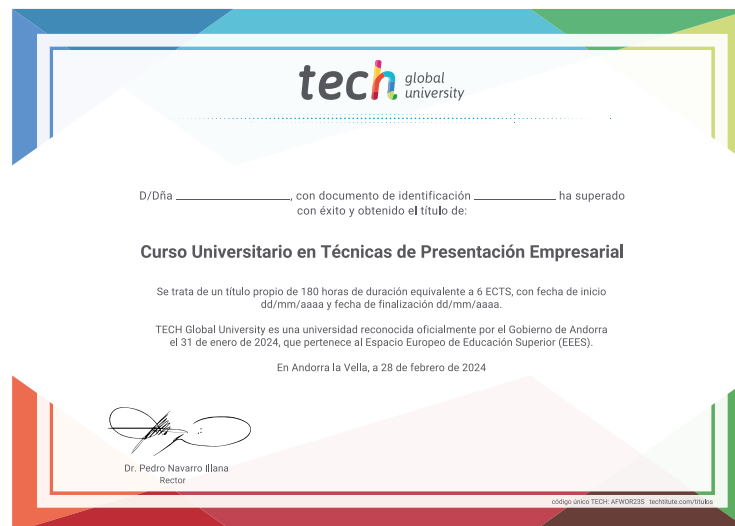 tech global university
D/Dña ______________, con documento de identificación __________ ha superado
con éxito y obtenido el título de:
Curso Universitario en Técnicas de Presentación Empresarial
Se trata de un título propio de 180 horas de duración equivalente a 6 ECTS, con fecha de inicio
dd/mm/aaaa y fecha de finalización dd/mm/aaaa.
TECH Global University es una universidad reconocida oficialmente por el Gobierno de Andorra
el 31 de enero de 2024, que pertenece al Espacio Europeo de Educación Superior (EEES).
En Andorra la Vella, a 28 de febrero de 2024
Dr. Pedro Navarro Illana
Rector
código único TECH: AFWOR23S techtitute.com/titulos